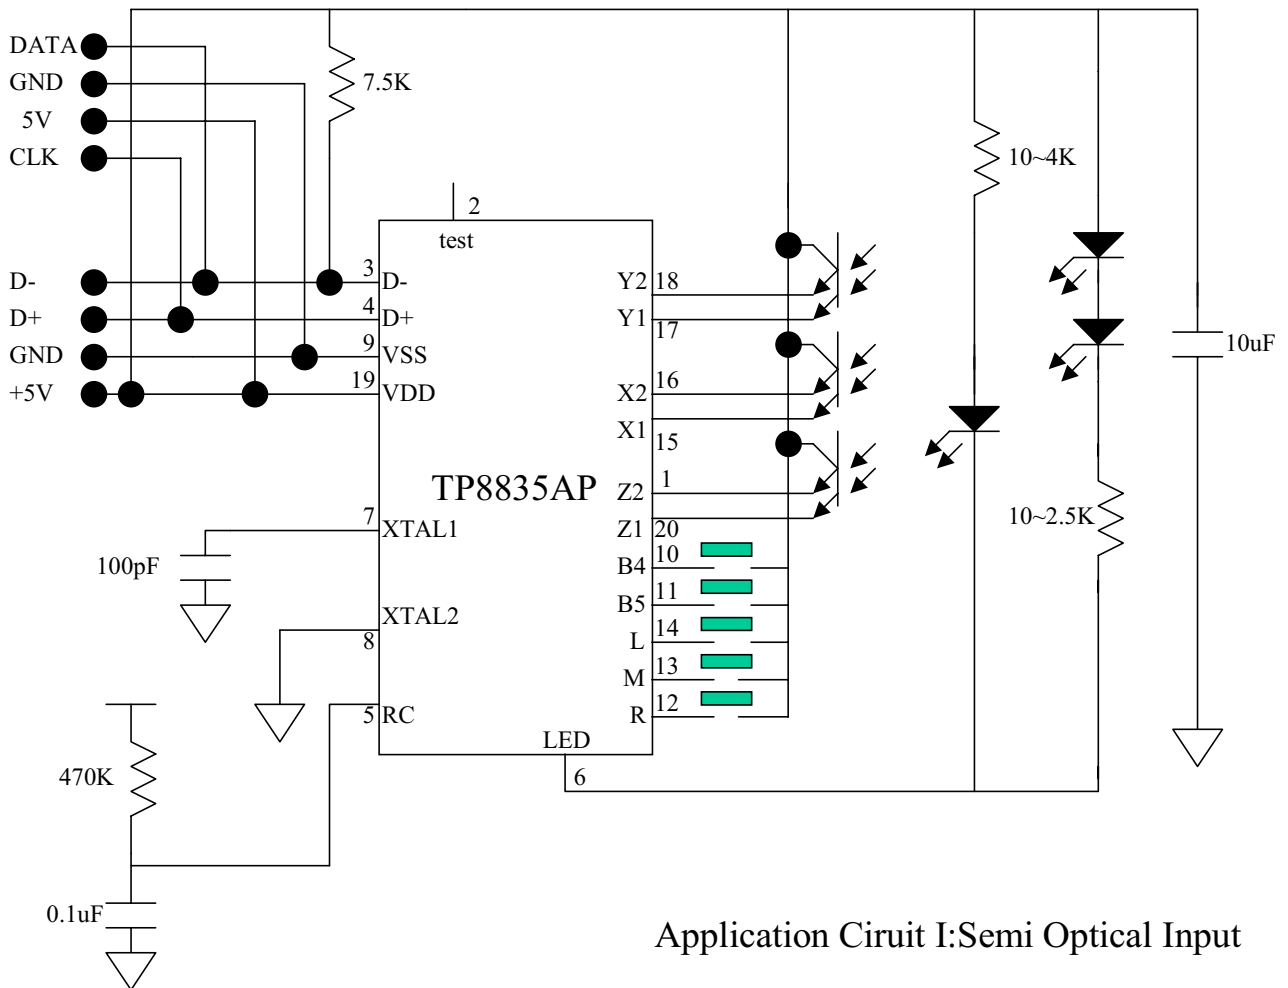 DATA
GND
5V
CLK
7.5K
10~4K
2
test
D-
D+
GND
+5V
3
4
9
19
D-
D+
VSS
VDD
Y2
Y1
X2
X1
Z2
Z1
B4
B5
L
M
R
18
17
16
15
1
20
10
11
14
13
12
TP8835AP
10uF
10~2.5K
7
XTAL1
100pF
XTAL2
8
5
RC
LED
6
470K
0.1uF
Application Ciruit I:Semi Optical Input